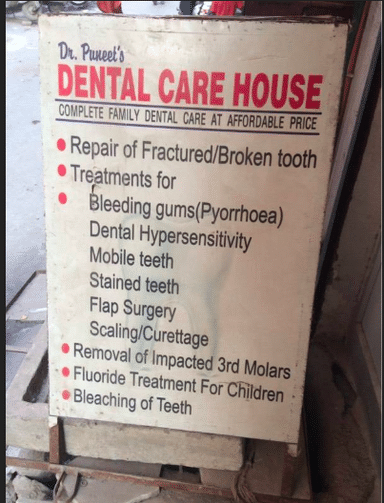 Dr. Puneet's
DENTAL CARE HOUSE
COMPLETE FAMILY DENTAL CARE AT AFFORDABLE PRICE
• Repair of Fractured/Broken tooth
• Treatments for
• Bleeding gums(Pyorrhoea)
Dental Hypersensitivity
Mobile teeth
Stained teeth
Flap Surgery
Scaling/Curettage
• Removal of Impacted 3rd Molars
• Fluoride Treatment For Children
• Bleaching of Teeth